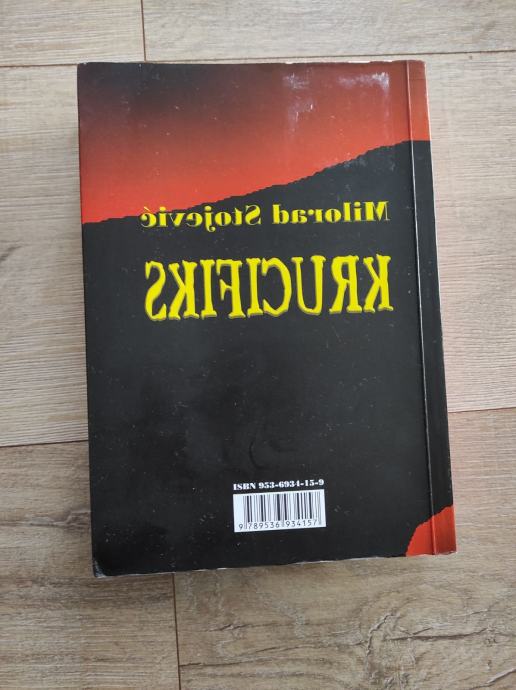 Milorad Stojević
KRUCIFIKS
ISBN 953-6934-15-9
9 789536 934157